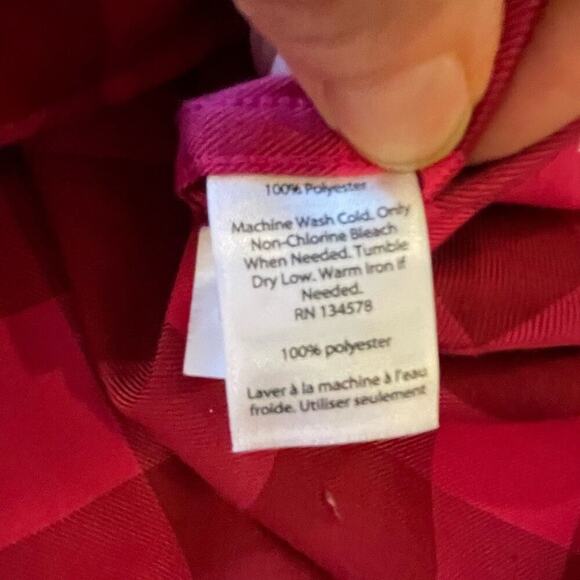 100% Polyester
Machine Wash Cold. Only
Non-Chlorine Bleach
When Needed. Tumble
Dry Low. Warm Iron If
Needed.
RN 134578
100% polyester
Laver à la machine à l'eau
froide. Utiliser seulement